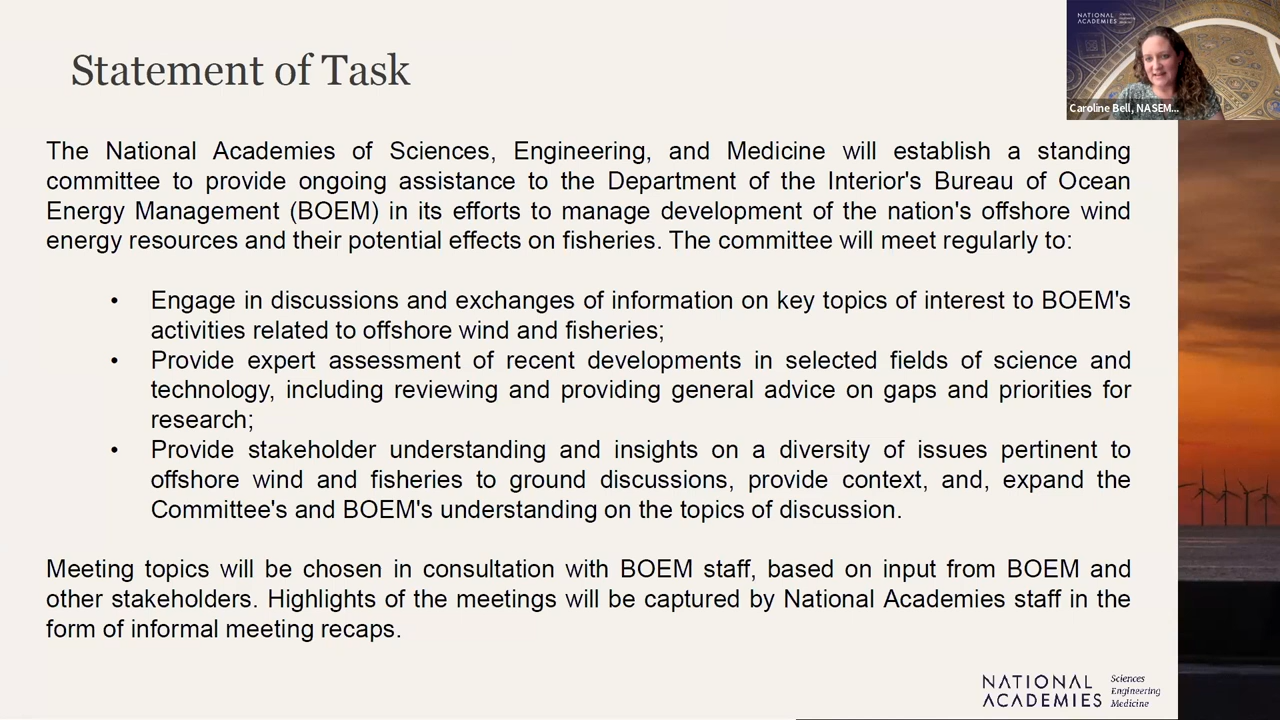 Statement of Task
NATIONAL
ACADEMIES
Caroline Bell, NASEM...
The National Academies of Sciences, Engineering, and Medicine will establish a standing
committee to provide ongoing assistance to the Department of the Interior's Bureau of Ocean
Energy Management (BOEM) in its efforts to manage development of the nation's offshore wind
energy resources and their potential effects on fisheries. The committee will meet regularly to:
• Engage in discussions and exchanges of information on key topics of interest to BOEM's
activities related to offshore wind and fisheries;
• Provide expert assessment of recent developments in selected fields of science and
technology, including reviewing and providing general advice on gaps and priorities for
research;
• Provide stakeholder understanding and insights on a diversity of issues pertinent to
offshore wind and fisheries to ground discussions, provide context, and, expand the
Committee's and BOEM's understanding on the topics of discussion.
Meeting topics will be chosen in consultation with BOEM staff, based on input from BOEM and
other stakeholders. Highlights of the meetings will be captured by National Academies staff in the
form of informal meeting recaps.
NATIONAL
ACADEMIES
Sciences
Engineering
Medicine